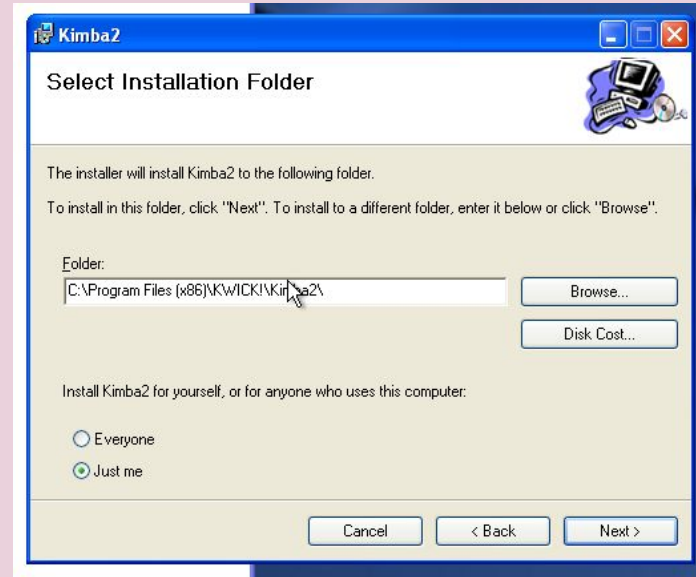 Kimba2
Select Installation Folder
The installer will install Kimba2 to the following folder.
To install in this folder, click "Next". To install to a different folder, enter it below or click "Browse".
Folder:
C:\Program Files (x86)\KWICK!\Kimba2\
Browse...
Disk Cost...
Install Kimba2 for yourself, or for anyone who uses this computer:
Everyone
Just me
Cancel
< Back
Next >